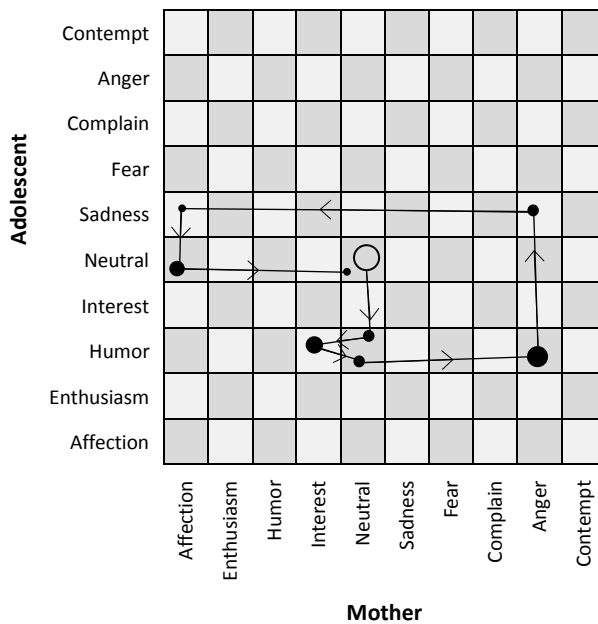 Contempt
Anger
Complain
Fear
Sadness
Neutral
Interest
Humor
Enthusiasm
Affection
Adolescent
Affection
Enthusiasm
Humor
Interest
Neutral
Sadness
Fear
Complain
Anger
Contempt
Mother